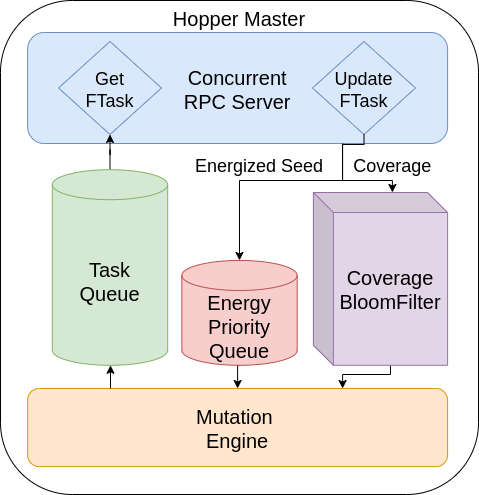 Hopper Master
Get
FTask
Concurrent
RPC Server
Update
FTask
Energized Seed
Coverage
Task
Queue
Energy
Priority
Queue
Coverage
BloomFilter
Mutation
Engine